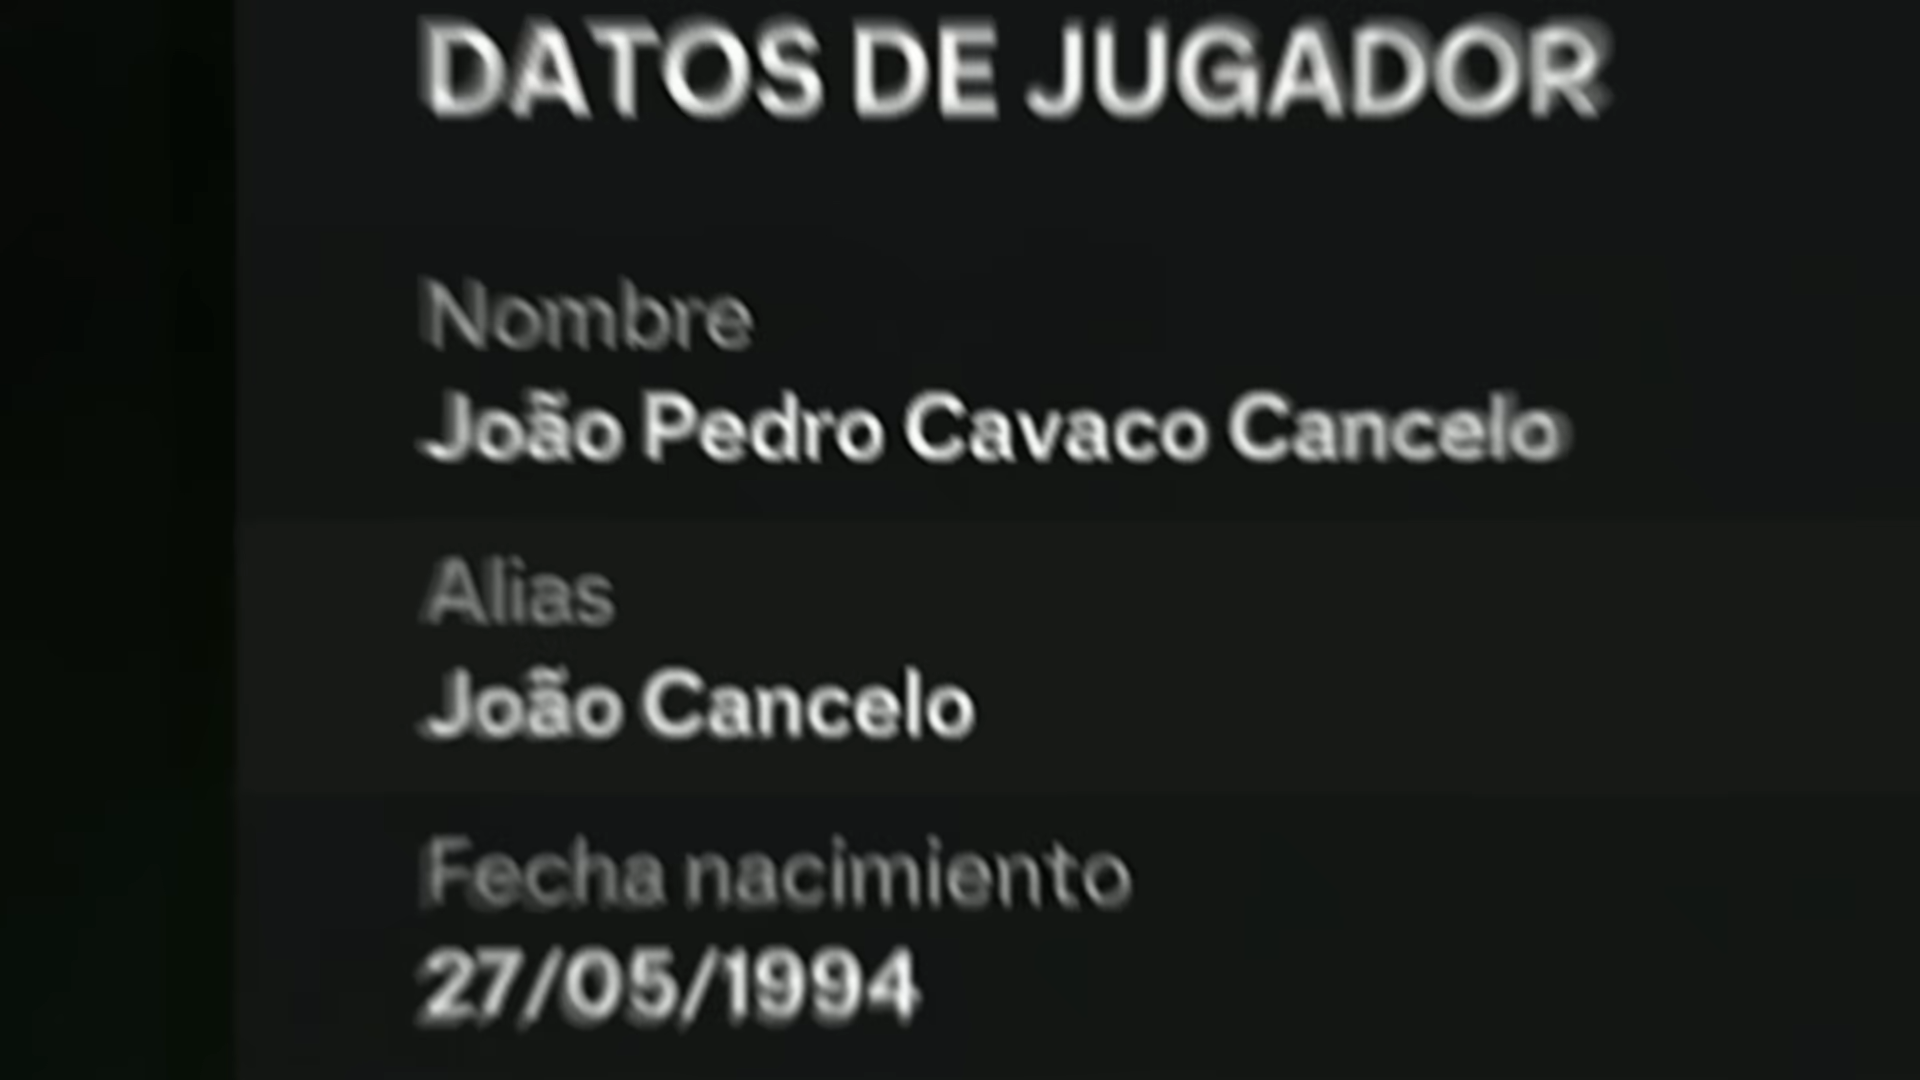 DATOS DE JUGADOR
Nombre
João Pedro Cavaco Cancelo
Alias
João Cancelo
Fecha nacimiento
27/05/1994